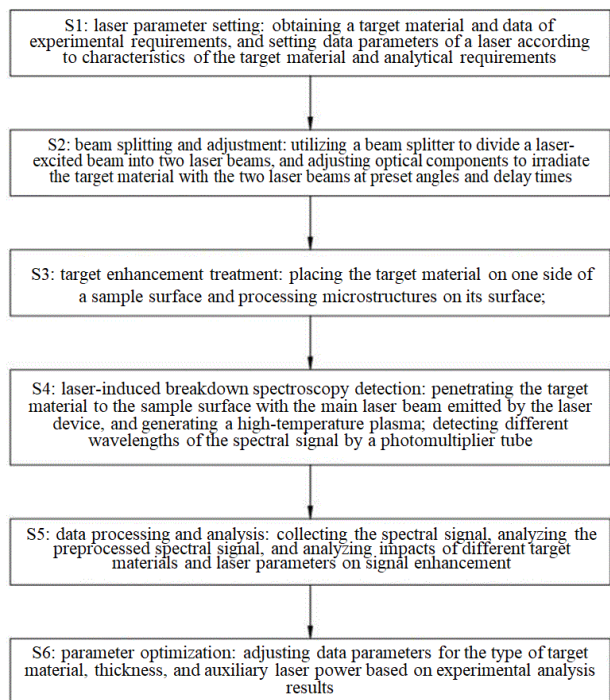 S1: laser parameter setting: obtaining a target material and data of
experimental requirements, and setting data parameters of a laser according
to characteristics of the target material and analytical requirements
S2: beam splitting and adjustment: utilizing a beam splitter to divide a laser-
excited beam into two laser beams, and adjusting optical components to irradiate
the target material with the two laser beams at preset angles and delay times
S3: target enhancement treatment: placing the target material on one side of
a sample surface and processing microstructures on its surface;
S4: laser-induced breakdown spectroscopy detection: penetrating the target
material to the sample surface with the main laser beam emitted by the laser
device, and generating a high-temperature plasma; detecting different
wavelengths of the spectral signal by a photomultiplier tube
S5: data processing and analysis: collecting the spectral signal, analyzing the
preprocessed spectral signal, and analyzing impacts of different target
materials and laser parameters on signal enhancement
S6: parameter optimization: adjusting data parameters for the type of target
material, thickness, and auxiliary laser power based on experimental analysis
results